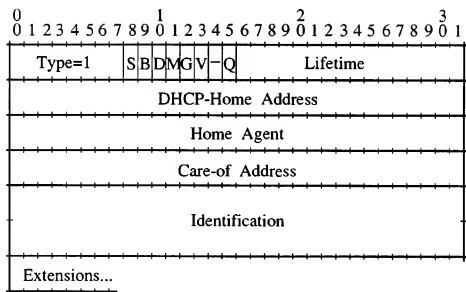 0 1 2 3
0 1 2 3 4 5 6 7 8 9 0 1 2 3 4 5 6 7 8 9 0 1 2 3 4 5 6 7 8 9 0 1
Type=1 S B D M G V - Q Lifetime
DHCP-Home Address
Home Agent
Care-of Address
Identification
Extensions...